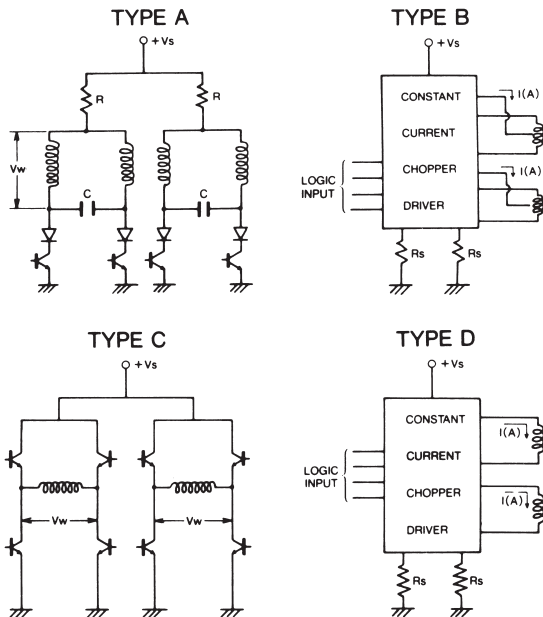 TYPE A
+Vs
R
R
Vw
C
C
TYPE B
+Vs
CONSTANT
CURRENT
CHOPPER
DRIVER
I(A)
I(A)
LOGIC
INPUT
Rs
Rs
TYPE C
+Vs
Vw
Vw
TYPE D
+Vs
CONSTANT
CURRENT
CHOPPER
DRIVER
I(A)
I(A)
LOGIC
INPUT
Rs
Rs